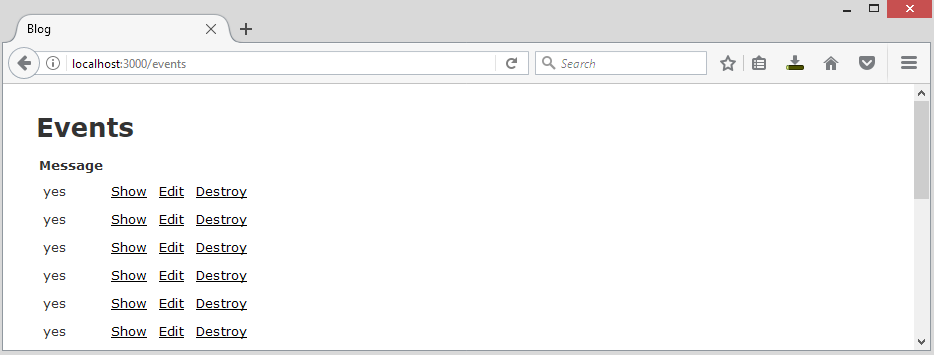 Blog
localhost:3000/events
Search
Events
Message
yes Show Edit Destroy
yes Show Edit Destroy
yes Show Edit Destroy
yes Show Edit Destroy
yes Show Edit Destroy
yes Show Edit Destroy